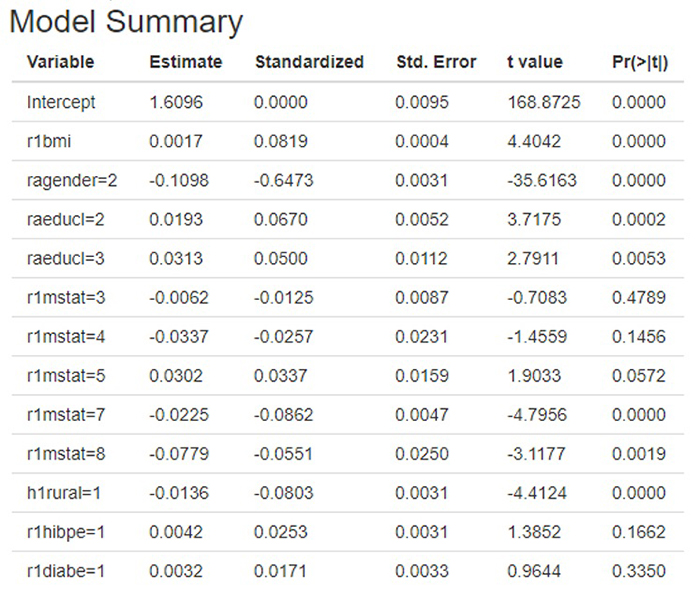 Model Summary
Variable Estimate Standardized Std. Error t value Pr(>|t|)
Intercept 1.6096 0.0000 0.0095 168.8725 0.0000
r1bmi 0.0017 0.0819 0.0004 4.4042 0.0000
ragender=2 -0.1098 -0.6473 0.0031 -35.6163 0.0000
raeducl=2 0.0193 0.0670 0.0052 3.7175 0.0002
raeducl=3 0.0313 0.0500 0.0112 2.7911 0.0053
r1mstat=3 -0.0062 -0.0125 0.0087 -0.7083 0.4789
r1mstat=4 -0.0337 -0.0257 0.0231 -1.4559 0.1456
r1mstat=5 0.0302 0.0337 0.0159 1.9033 0.0572
r1mstat=7 -0.0225 -0.0862 0.0047 -4.7956 0.0000
r1mstat=8 -0.0779 -0.0551 0.0250 -3.1177 0.0019
h1rural=1 -0.0136 -0.0803 0.0031 -4.4124 0.0000
r1hibpe=1 0.0042 0.0253 0.0031 1.3852 0.1662
r1diabe=1 0.0032 0.0171 0.0033 0.9644 0.3350